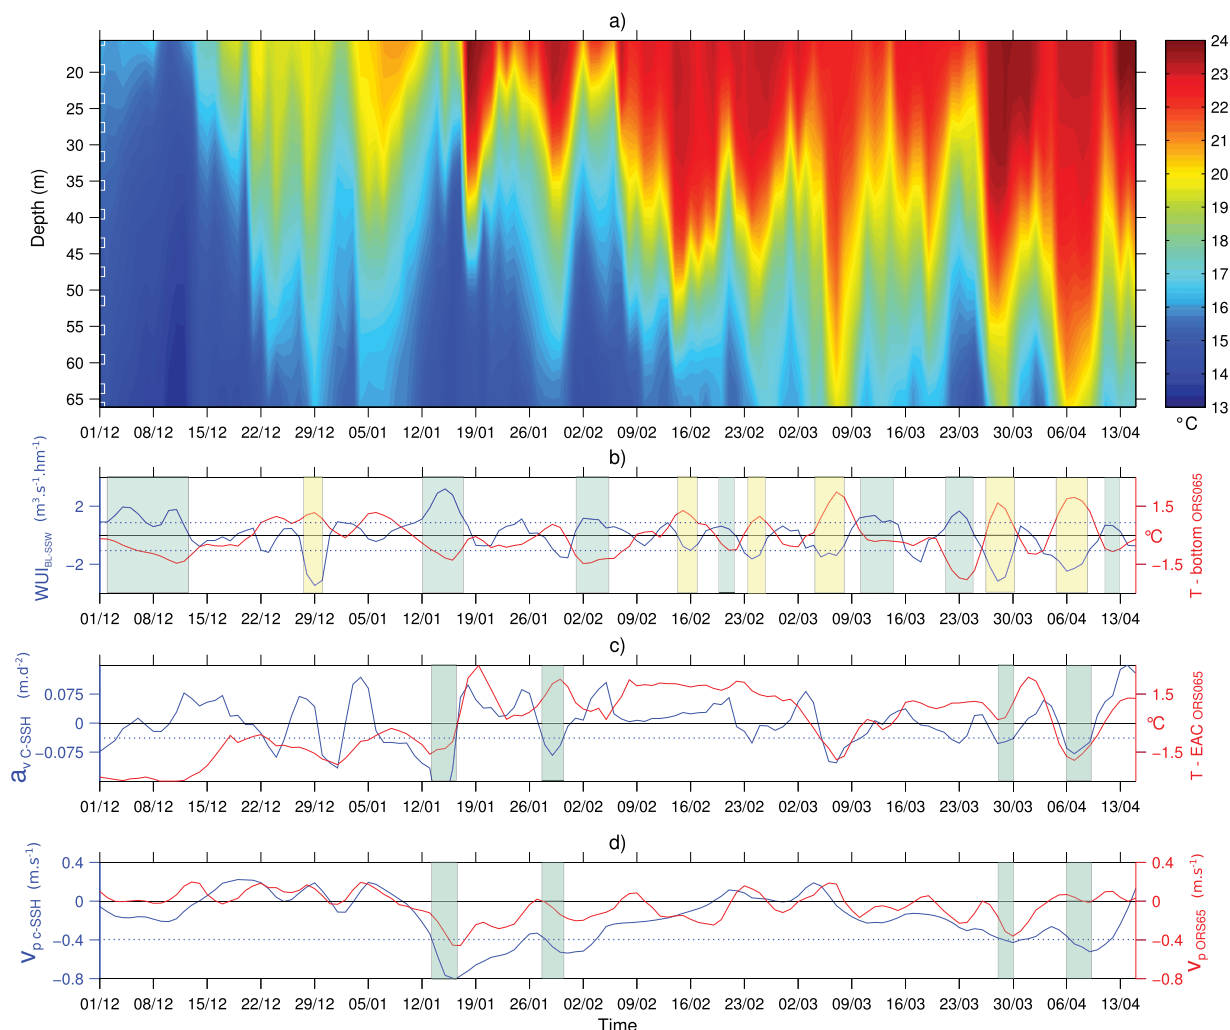 a)
Depth (m)
20
25
30
35
40
45
50
55
60
65
24
23
22
21
20
19
18
17
16
15
14
13
°C
01/12 08/12 15/12 22/12 29/12 05/01 12/01 19/01 26/01 02/02 09/02 16/02 23/02 02/03 09/03 16/03 23/03 30/03 06/04 13/04
b)
WUI BL-SSW (m³.s⁻¹.hm⁻¹)
2
0
−2
1.5
°C
−1.5
T - bottom ORS065
01/12 08/12 15/12 22/12 29/12 05/01 12/01 19/01 26/01 02/02 09/02 16/02 23/02 02/03 09/03 16/03 23/03 30/03 06/04 13/04
c)
av C-SSH (m.d⁻²)
0.075
0
−0.075
1.5
°C
−1.5
T - EAC ORS065
01/12 08/12 15/12 22/12 29/12 05/01 12/01 19/01 26/01 02/02 09/02 16/02 23/02 02/03 09/03 16/03 23/03 30/03 06/04 13/04
d)
vp C-SSH (m.s⁻¹)
0.4
0
−0.4
−0.8
0.4
0
−0.4
−0.8
vp ORS65 (m.s⁻¹)
01/12 08/12 15/12 22/12 29/12 05/01 12/01 19/01 26/01 02/02 09/02 16/02 23/02 02/03 09/03 16/03 23/03 30/03 06/04 13/04
Time